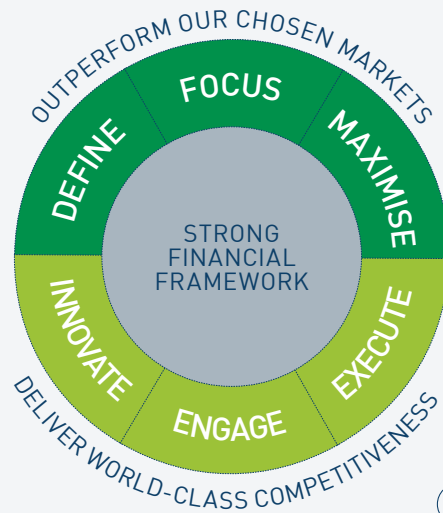 OUTPERFORM OUR CHOSEN MARKETS
DEFINE
FOCUS
MAXIMISE
STRONG
FINANCIAL
FRAMEWORK
INNOVATE
ENGAGE
EXECUTE
DELIVER WORLD-CLASS COMPETITIVENESS